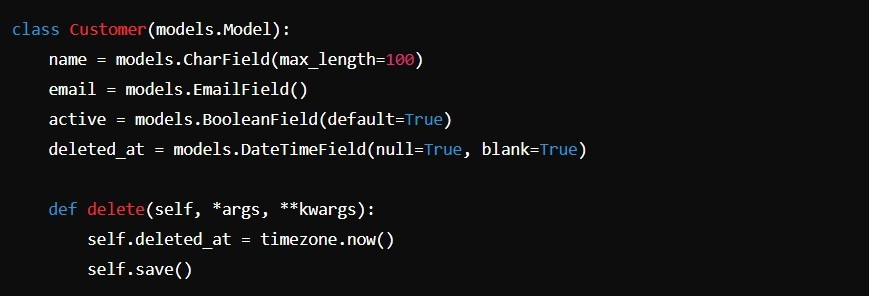 class Customer(models.Model):
    name = models.CharField(max_length=100)
    email = models.EmailField()
    active = models.BooleanField(default=True)
    deleted_at = models.DateTimeField(null=True, blank=True)

    def delete(self, *args, **kwargs):
        self.deleted_at = timezone.now()
        self.save()